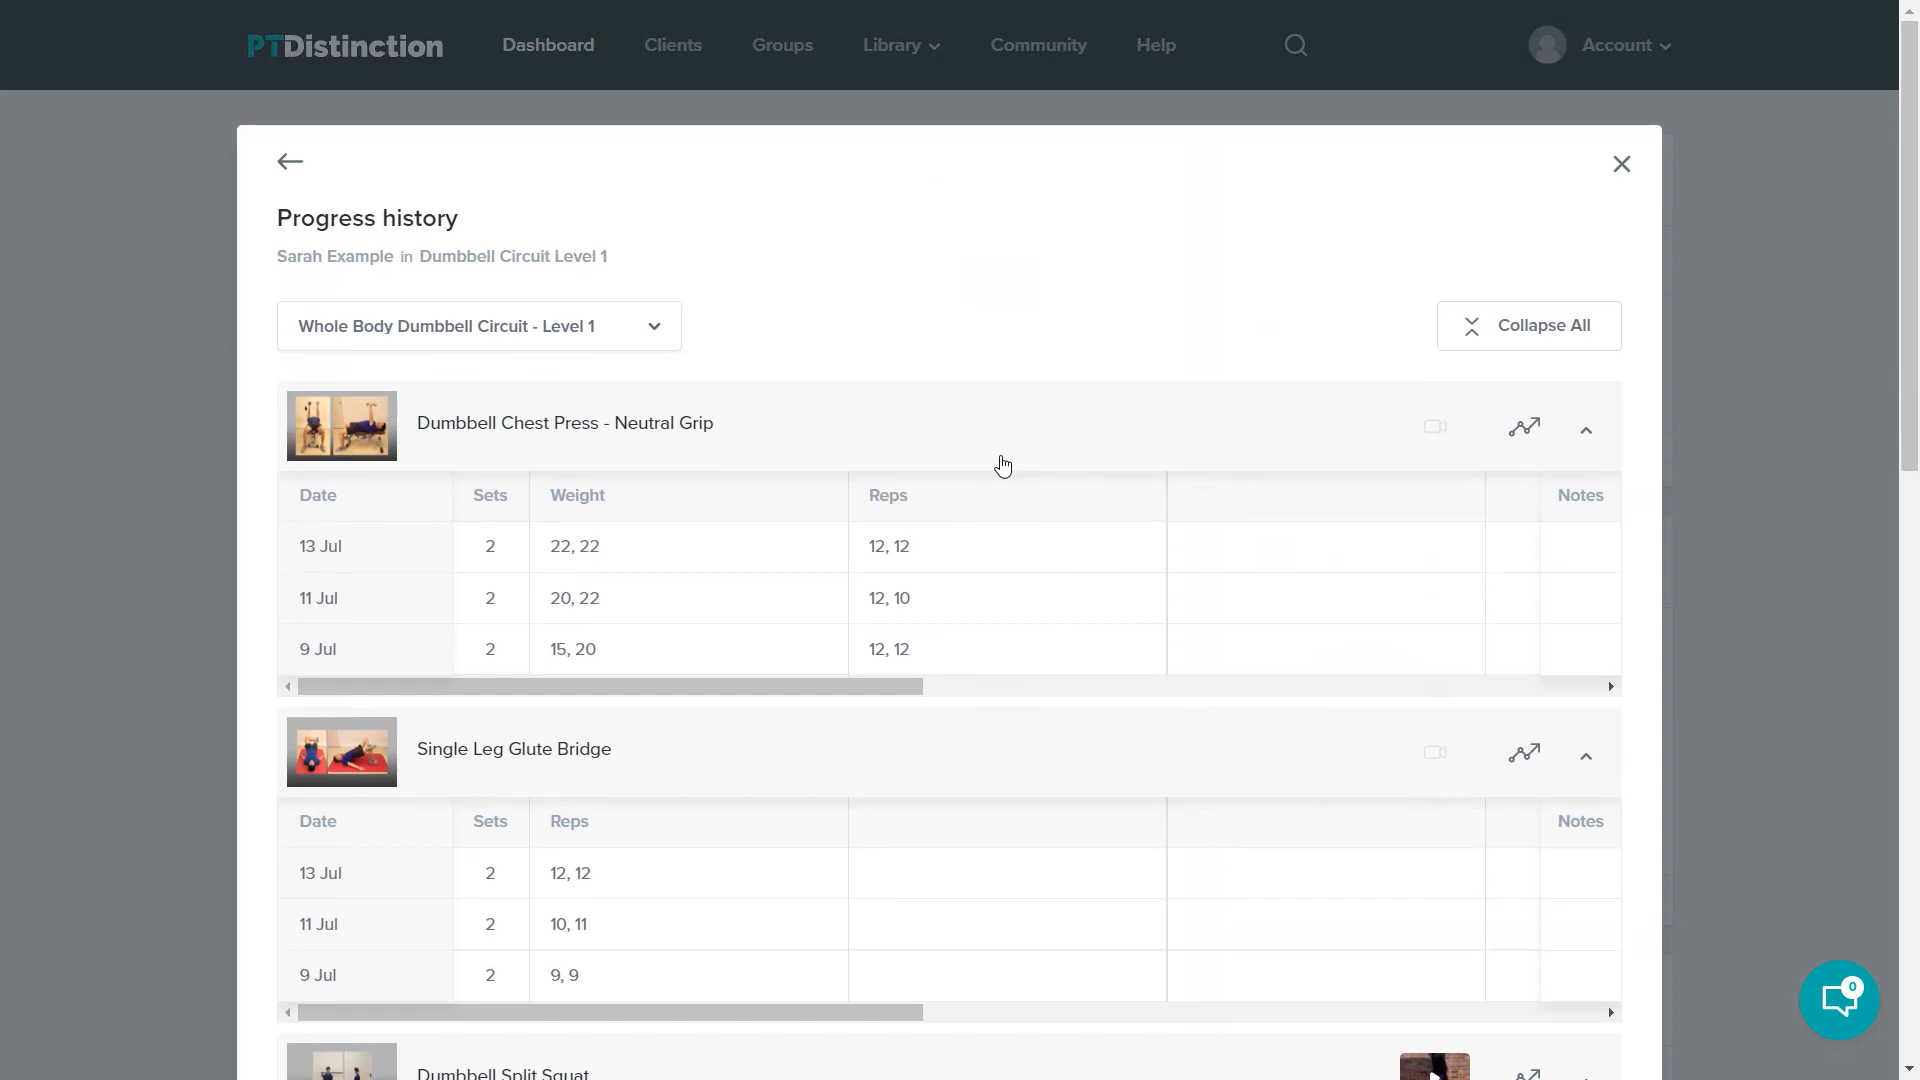 PTDistinction Dashboard Clients Groups Library Community Help Account
Progress history
Sarah Example in Dumbbell Circuit Level 1
Whole Body Dumbbell Circuit - Level 1 Collapse All
Dumbbell Chest Press - Neutral Grip
Date Sets Weight Reps Notes
13 Jul 2 22, 22 12, 12
11 Jul 2 20, 22 12, 10
9 Jul 2 15, 20 12, 12
Single Leg Glute Bridge
Date Sets Reps Notes
13 Jul 2 12, 12
11 Jul 2 10, 11
9 Jul 2 9, 9
0
Dumbbell Split Squat